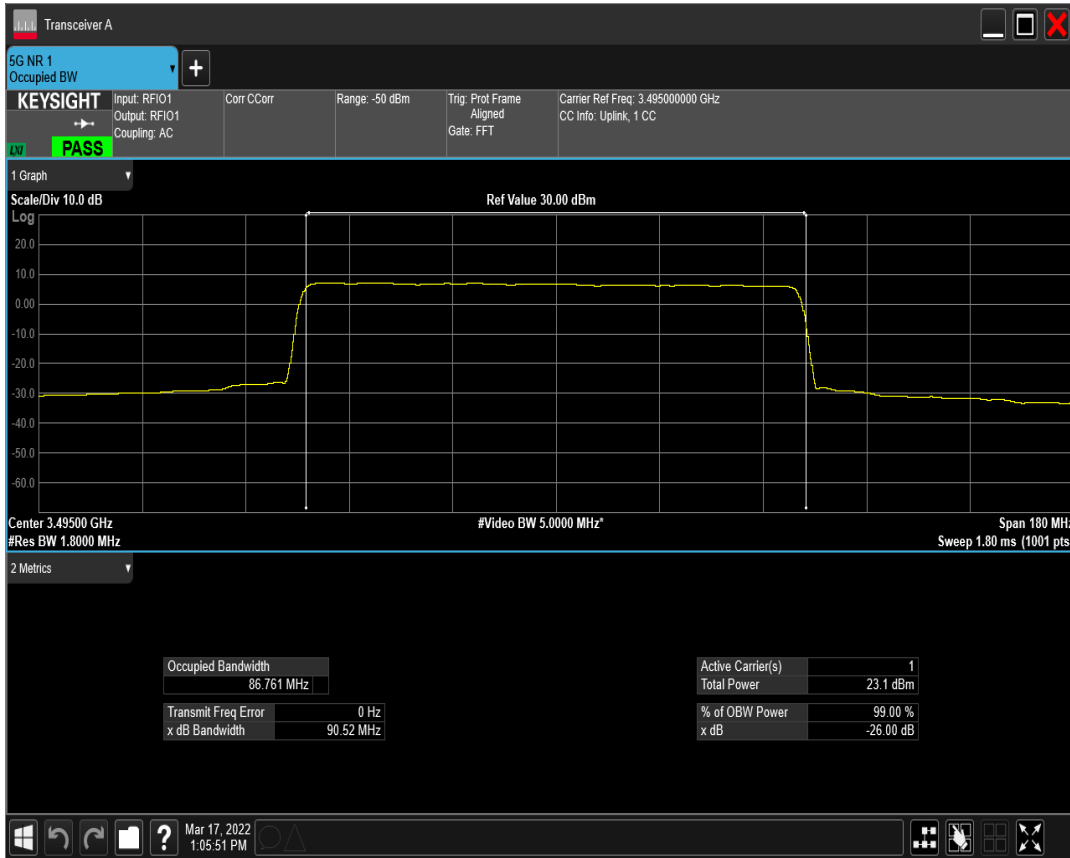 Transceiver A
5G NR 1
Occupied BW
+
KEYSIGHT
LXI
PASS
Input: RFIO1
Output: RFIO1
Coupling: AC
Corr CCorr
Range: -50 dBm
Trig: Prot Frame
Aligned
Gate: FFT
Carrier Ref Freq: 3.495000000 GHz
CC Info: Uplink, 1 CC
1 Graph
Scale/Div 10.0 dB
Ref Value 30.00 dBm
Log
20.0
10.0
0.00
-10.0
-20.0
-30.0
-40.0
-50.0
-60.0
Center 3.49500 GHz
#Video BW 5.0000 MHz*
Span 180 MHz
#Res BW 1.8000 MHz
Sweep 1.80 ms (1001 pts
2 Metrics
Occupied Bandwidth
86.761 MHz
Transmit Freq Error 0 Hz
x dB Bandwidth 90.52 MHz
Active Carrier(s) 1
Total Power 23.1 dBm
% of OBW Power 99.00 %
x dB -26.00 dB
?
Mar 17, 2022
1:05:51 PM